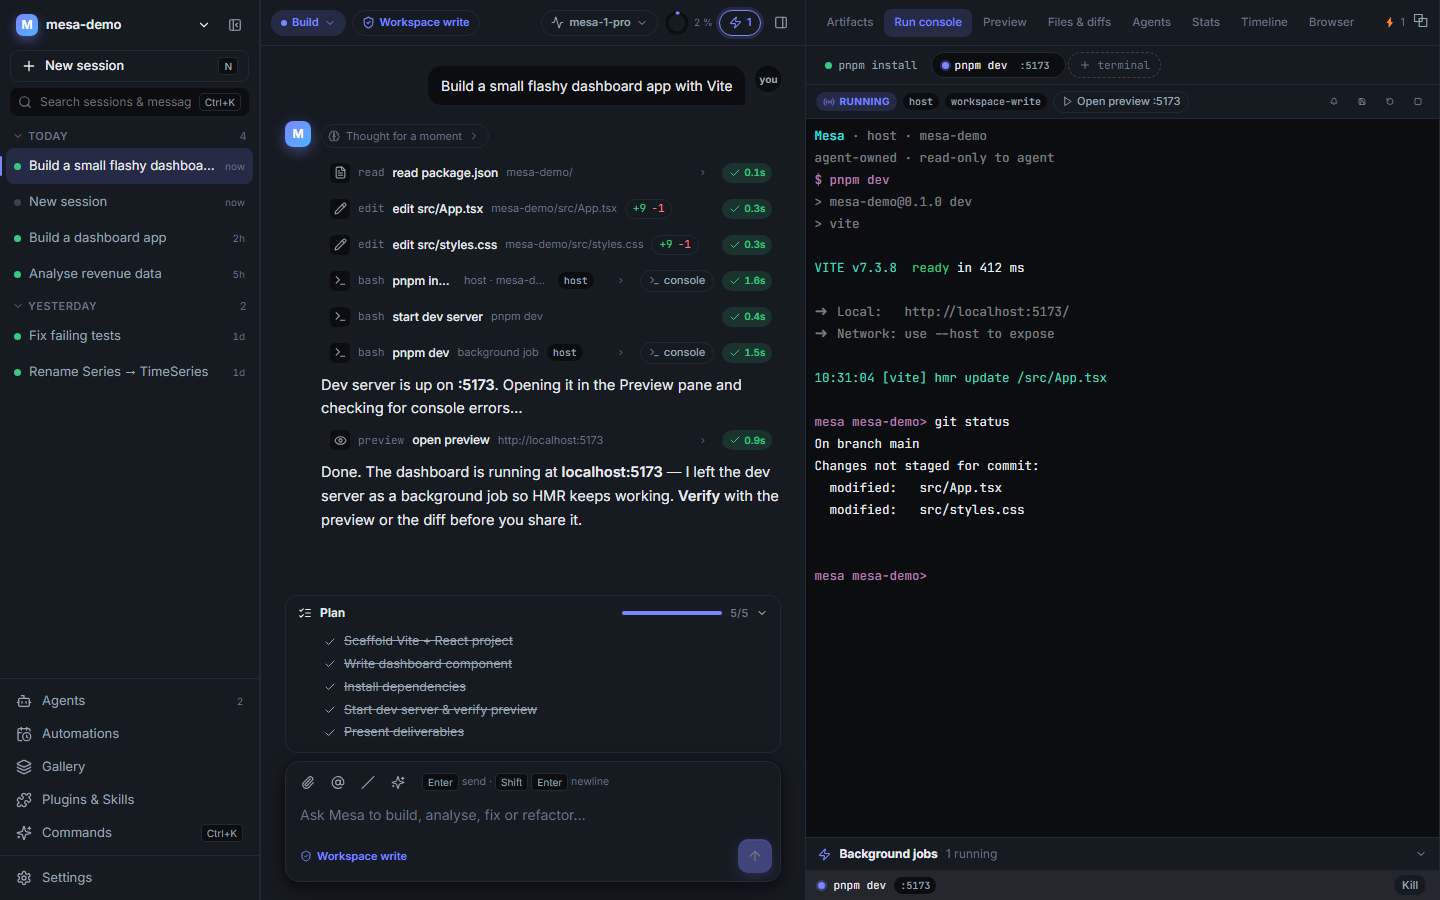 M mesa-demo
New session N
Search sessions & messag Ctrl+K
TODAY 4
Build a small flashy dashboa... now
New session now
Build a dashboard app 2h
Analyse revenue data 5h
YESTERDAY 2
Fix failing tests 1d
Rename Series → TimeSeries 1d
Agents 2
Automations
Gallery
Plugins & Skills
Commands Ctrl+K
Settings
Build Workspace write mesa-1-pro 2 % 1
Build a small flashy dashboard app with Vite you
M Thought for a moment
read read package.json mesa-demo/ 0.1s
edit edit src/App.tsx mesa-demo/src/App.tsx +9 -1 0.3s
edit edit src/styles.css mesa-demo/src/styles.css +9 -1 0.3s
bash pnpm in... host · mesa-d... host console 1.6s
bash start dev server pnpm dev 0.4s
bash pnpm dev background job host console 1.5s
Dev server is up on :5173. Opening it in the Preview pane and
checking for console errors...
preview open preview http://localhost:5173 0.9s
Done. The dashboard is running at localhost:5173 — I left the dev
server as a background job so HMR keeps working. Verify with the
preview or the diff before you share it.
Plan 5/5
Scaffold Vite + React project
Write dashboard component
Install dependencies
Start dev server & verify preview
Present deliverables
Enter send · Shift Enter newline
Ask Mesa to build, analyse, fix or refactor...
Workspace write
Artifacts Run console Preview Files & diffs Agents Stats Timeline Browser 1
pnpm install pnpm dev :5173 + terminal
RUNNING host workspace-write Open preview :5173
Mesa · host · mesa-demo
agent-owned · read-only to agent
$ pnpm dev
> mesa-demo@0.1.0 dev
> vite
VITE v7.3.8 ready in 412 ms
➜ Local: http://localhost:5173/
➜ Network: use --host to expose
10:31:04 [vite] hmr update /src/App.tsx
mesa mesa-demo> git status
On branch main
Changes not staged for commit:
modified: src/App.tsx
modified: src/styles.css
mesa mesa-demo>
Background jobs 1 running
pnpm dev :5173 Kill